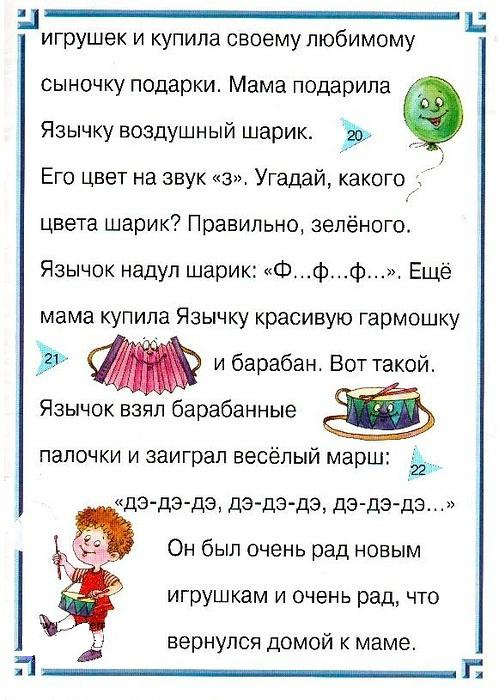 игрушек и купила своему любимому
сыночку подарки. Мама подарила
Язычку воздушный шарик. 20
Его цвет на звук «з». Угадай, какого
цвета шарик? Правильно, зелёного.
Язычок надул шарик: «Ф...ф...ф...». Ещё
мама купила Язычку красивую гармошку
21 и барабан. Вот такой.
Язычок взял барабанные
палочки и заиграл весёлый марш: 22
«дэ-дэ-дэ, дэ-дэ-дэ, дэ-дэ-дэ...»
Он был очень рад новым
игрушкам и очень рад, что
вернулся домой к маме.